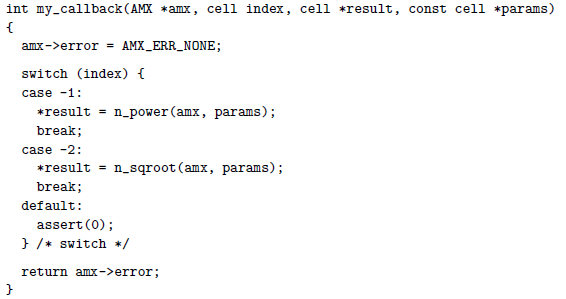 int my_callback(AMX *amx, cell index, cell *result, const cell *params)
{
  amx->error = AMX_ERR_NONE;
  switch (index) {
  case -1:
    *result = n_power(amx, params);
    break;
  case -2:
    *result = n_sqroot(amx, params);
    break;
  default:
    assert(0);
  } /* switch */
  return amx->error;
}